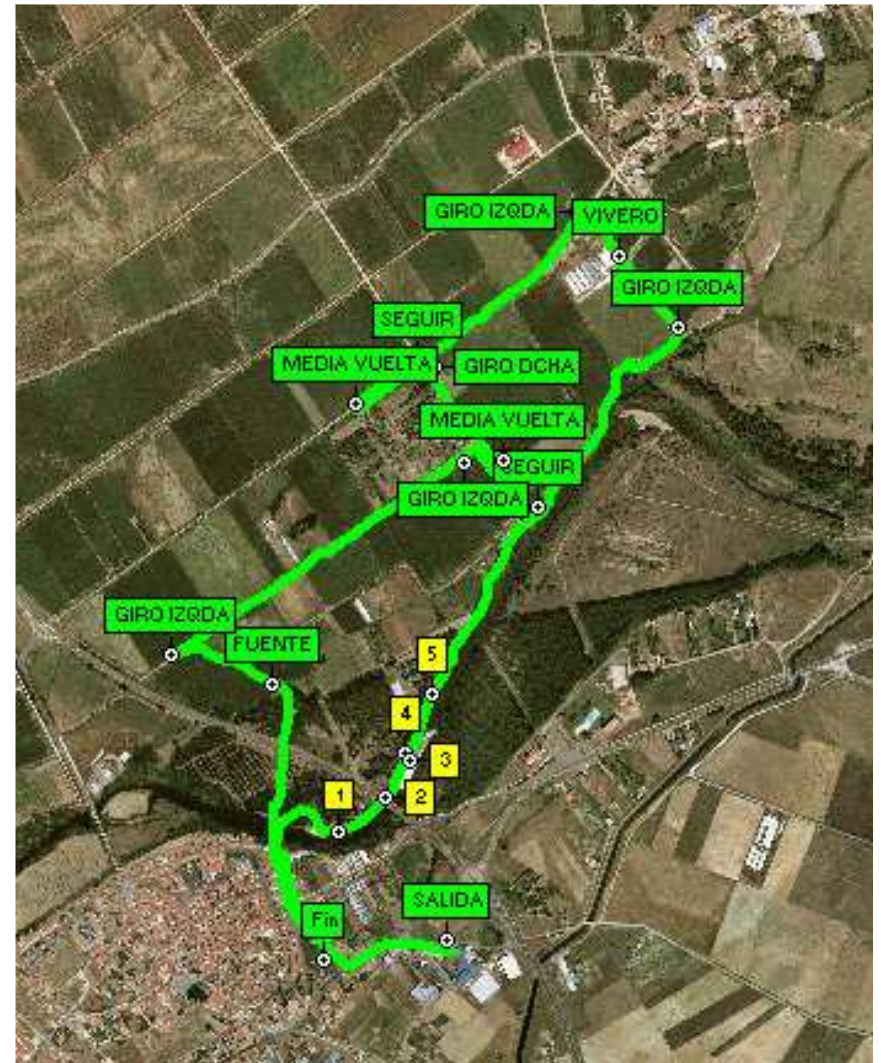 GIRO IZQDA
VIVERO
GIRO IZQDA
SEGUIR
MEDIA VUELTA
GIRO DCHA
MEDIA VUELTA
SEGUIR
GIRO IZQDA
GIRO IZQDA
FUENTE
5
4
3
1
2
SALIDA
Fin